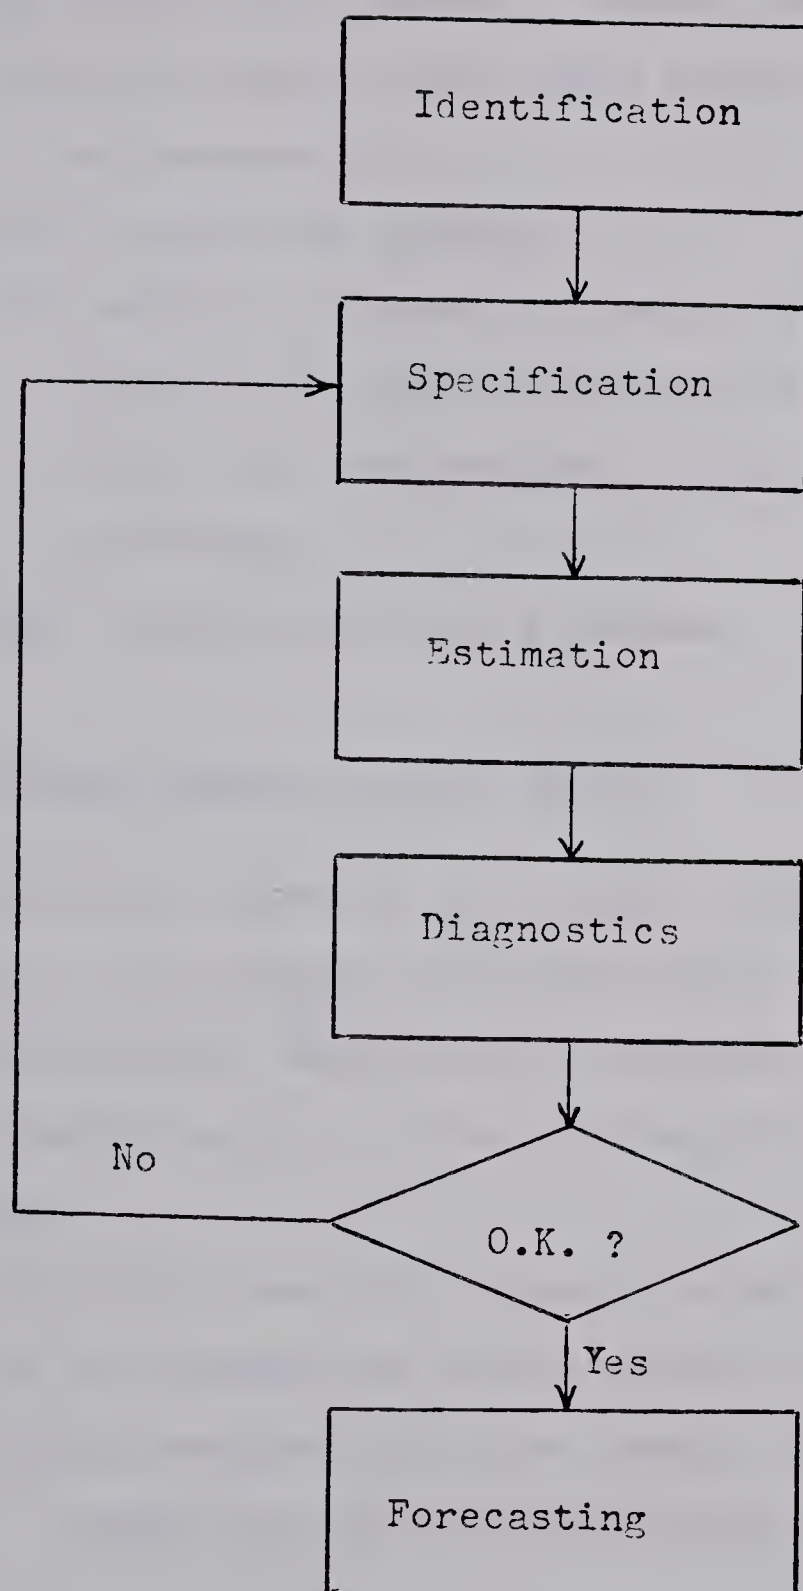 Identification
Specification
Estimation
Diagnostics
No
O.K. ?
Yes
Forecasting